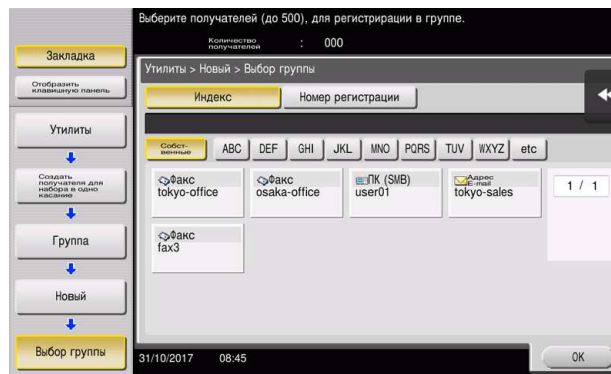 Выберите получателей (до 500), для регистрирации в группе.
Количество
получателей : 000
Закладка
Отобразить
клавишную панель
Утилиты
Создать
получателя для
набора в одно
касание
Группа
Новый
Выбор группы
Утилиты > Новый > Выбор группы
Индекс
Номер регистрации
Собст-
венные
ABC
DEF
GHI
JKL
MNO
PQRS
TUV
WXYZ
etc
Факс
tokyo-office
Факс
osaka-office
ПК (SMB)
user01
Адрес
E-mail
tokyo-sales
1 / 1
Факс
fax3
31/10/2017 08:45
OK